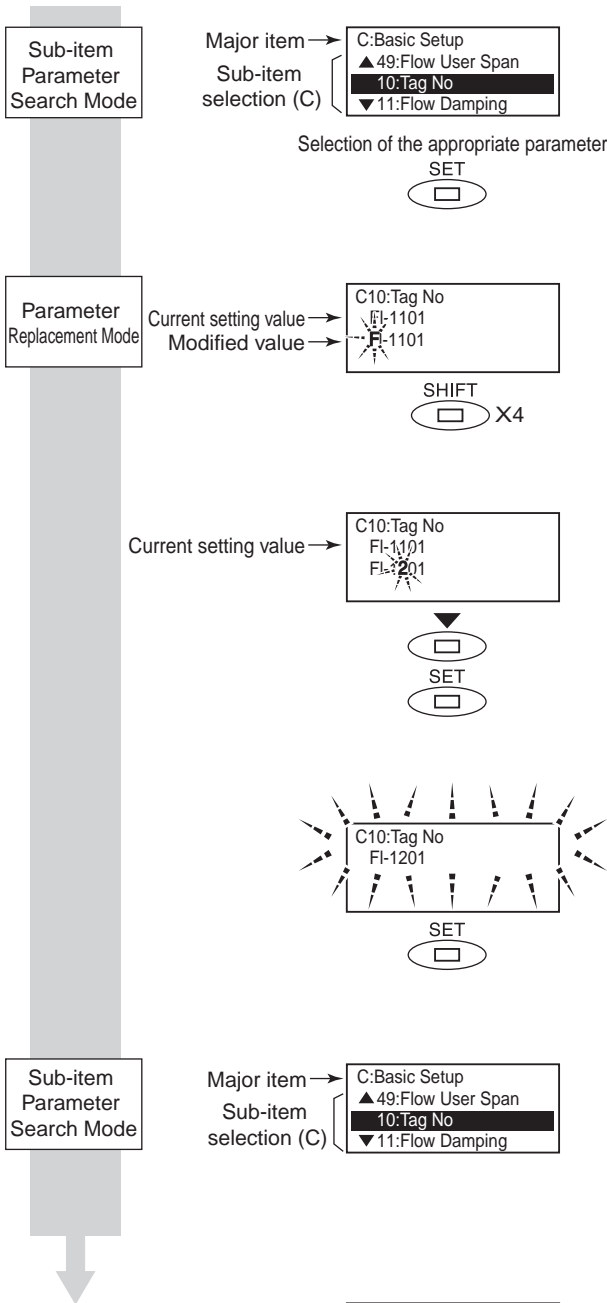 Sub-item
Parameter
Search Mode
Major item
Sub-item
selection (C)
C:Basic Setup
▲49:Flow User Span
10:Tag No
▼11:Flow Damping
Selection of the appropriate parameter
SET
Parameter
Replacement Mode
Current setting value
Modified value
C10:Tag No
FI-1101
FI-1101
SHIFT
X4
Current setting value
C10:Tag No
FI-1101
FI-1201
▼
SET
C10:Tag No
FI-1201
SET
Sub-item
Parameter
Search Mode
Major item
Sub-item
selection (C)
C:Basic Setup
▲49:Flow User Span
10:Tag No
▼11:Flow Damping